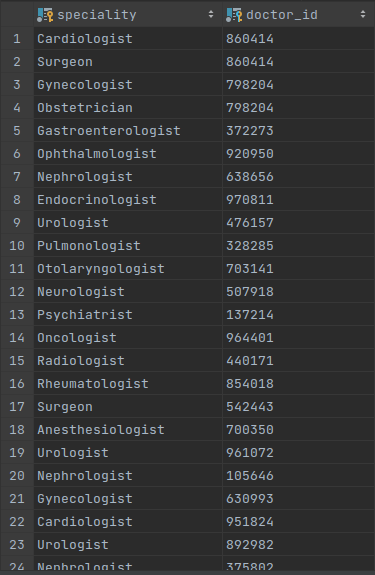 speciality doctor_id
1 Cardiologist 860414
2 Surgeon 860414
3 Gynecologist 798204
4 Obstetrician 798204
5 Gastroenterologist 372273
6 Ophthalmologist 920950
7 Nephrologist 638656
8 Endocrinologist 970811
9 Urologist 476157
10 Pulmonologist 328285
11 Otolaryngologist 703141
12 Neurologist 507918
13 Psychiatrist 137214
14 Oncologist 964401
15 Radiologist 440171
16 Rheumatologist 854018
17 Surgeon 542443
18 Anesthesiologist 700350
19 Urologist 961072
20 Nephrologist 105646
21 Gynecologist 630993
22 Cardiologist 951824
23 Urologist 892982
24 Nephrologist 375802